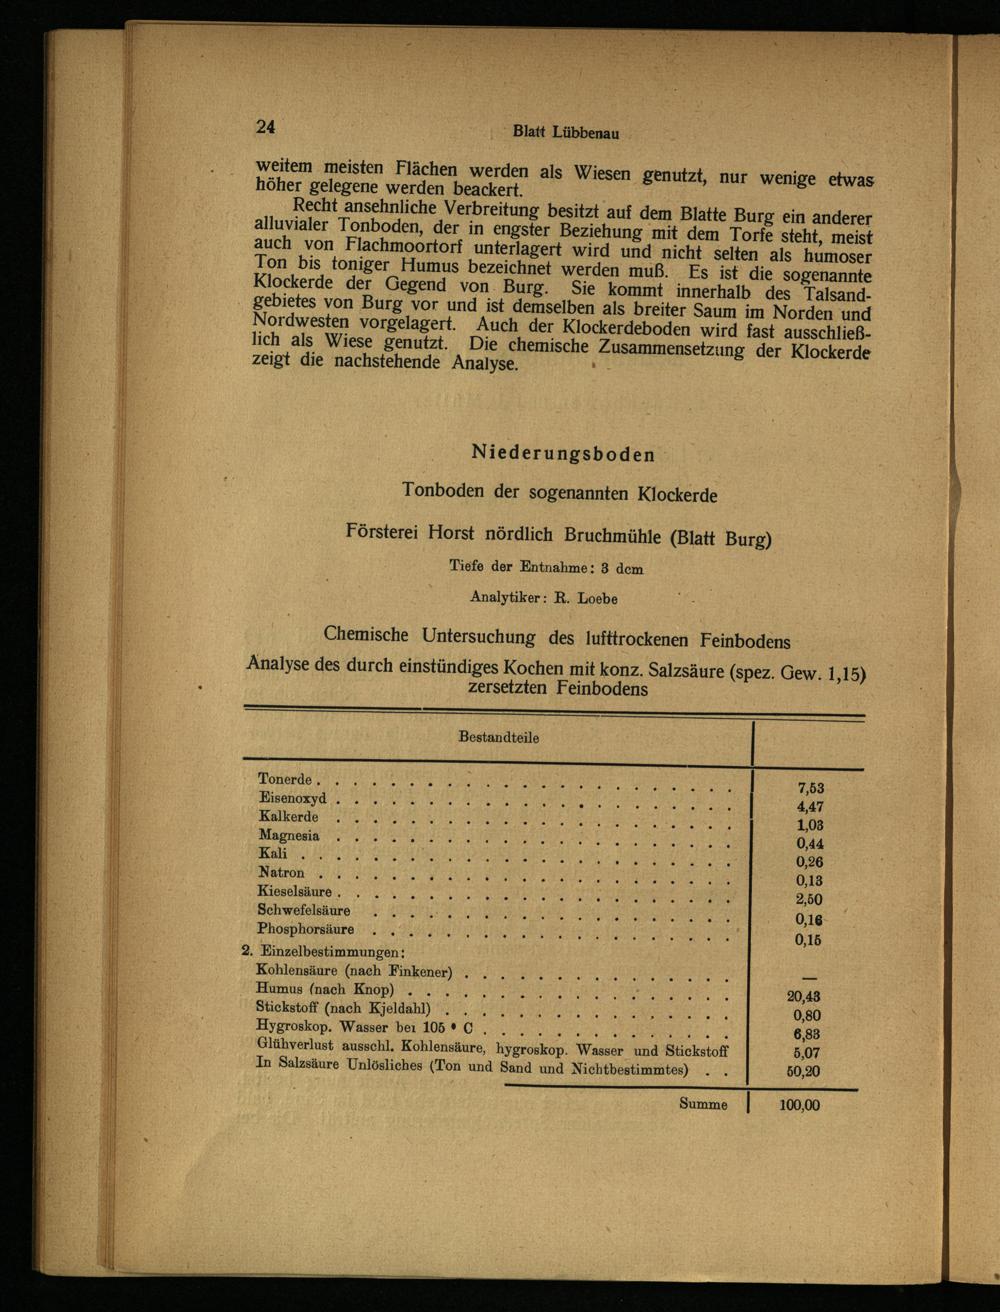 24
Blatt Lübbenau
weitem meisten Flächen werden als Wiesen genutzt, nur wenige etwas
höher gelegene werden beackert.
Recht ansehnliche Verbreitung besitzt auf dem Blatte Burg ein anderer
alluvialer Tonboden, der in engster Beziehung mit dem Torfe steht, meist
auch von Flachmoortorf unterlagert wird und nicht selten als humoser
Ton bis toniger Humus bezeichnet werden muß. Es ist die sogenannte
Klockerde der Gegend von Burg. Sie kommt innerhalb des Talsand-
gebietes von Burg vor und ist demselben als breiter Saum im Norden und
Nordwesten vorgelagert. Auch der Klockerdeboden wird fast ausschließ-
lich als Wiese genutzt. Die chemische Zusammensetzung der Klockerde
zeigt die nachstehende Analyse.
Niederungsboden
Tonboden der sogenannten Klockerde
Försterei Horst nördlich Bruchmühle (Blatt Burg)
Tiefe der Entnahme: 3 dcm
Analytiker: R. Loebe
Chemische Untersuchung des lufttrockenen Feinbodens
Analyse des durch einstündiges Kochen mit konz. Salzsäure (spez. Gew. 1,15)
zersetzten Feinbodens
Bestandteile
Tonerde . . . . . . . . . . . . . . . . . . . . . . . 7,53
Eisenoxyd . . . . . . . . . . . . . . . . . . . . . . 4,47
Kalkerde . . . . . . . . . . . . . . . . . . . . . . 1,03
Magnesia . . . . . . . . . . . . . . . . . . . . . . 0,44
Kali . . . . . . . . . . . . . . . . . . . . . . . . 0,26
Natron . . . . . . . . . . . . . . . . . . . . . . . 0,13
Kieselsäure . . . . . . . . . . . . . . . . . . . . . . 2,50
Schwefelsäure . . . . . . . . . . . . . . . . . . . . 0,16
Phosphorsäure . . . . . . . . . . . . . . . . . . . . 0,15
2. Einzelbestimmungen:
Kohlensäure (nach Finkener) . . . . . . . . . . . . . . . —
Humus (nach Knop) . . . . . . . . . . . . . . . . . . 20,43
Stickstoff (nach Kjeldahl) . . . . . . . . . . . . . . . . 0,80
Hygroskop. Wasser bei 105 ° C . . . . . . . . . . . . . . 6,83
Glühverlust ausschl. Kohlensäure, hygroskop. Wasser und Stickstoff 5,07
In Salzsäure Unlösliches (Ton und Sand und Nichtbestimmtes) . . 50,20
Summe 100,00